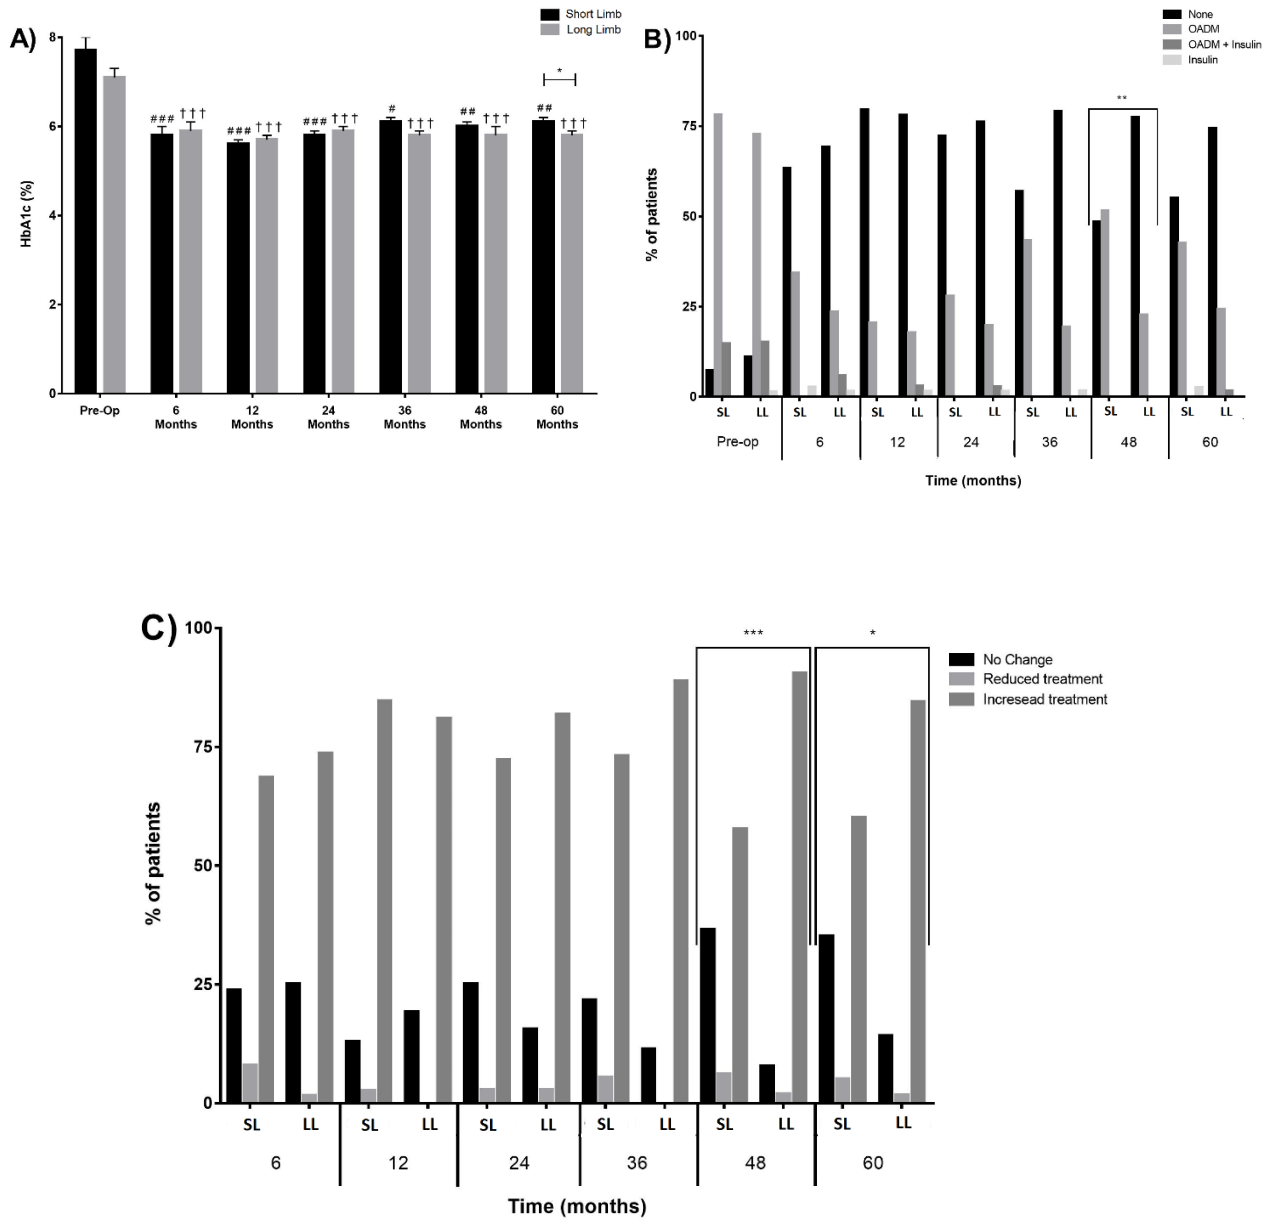 A)
Short Limb
Long Limb
8
6
4
2
0
HbA1c (%)
###
†††
###
†††
###
†††
#
†††
##
†††
##
†††
*
Pre-Op
6
Months
12
Months
24
Months
36
Months
48
Months
60
Months
B)
None
OADM
OADM + Insulin
Insulin
100
75
50
25
0
% of patients
**
SL LL SL LL SL LL SL LL SL LL SL LL SL LL
Pre-op 6 12 24 36 48 60
Time (months)
C)
No Change
Reduced treatment
Incresead treatment
100
75
50
25
0
% of patients
***
*
SL LL SL LL SL LL SL LL SL LL SL LL
6 12 24 36 48 60
Time (months)